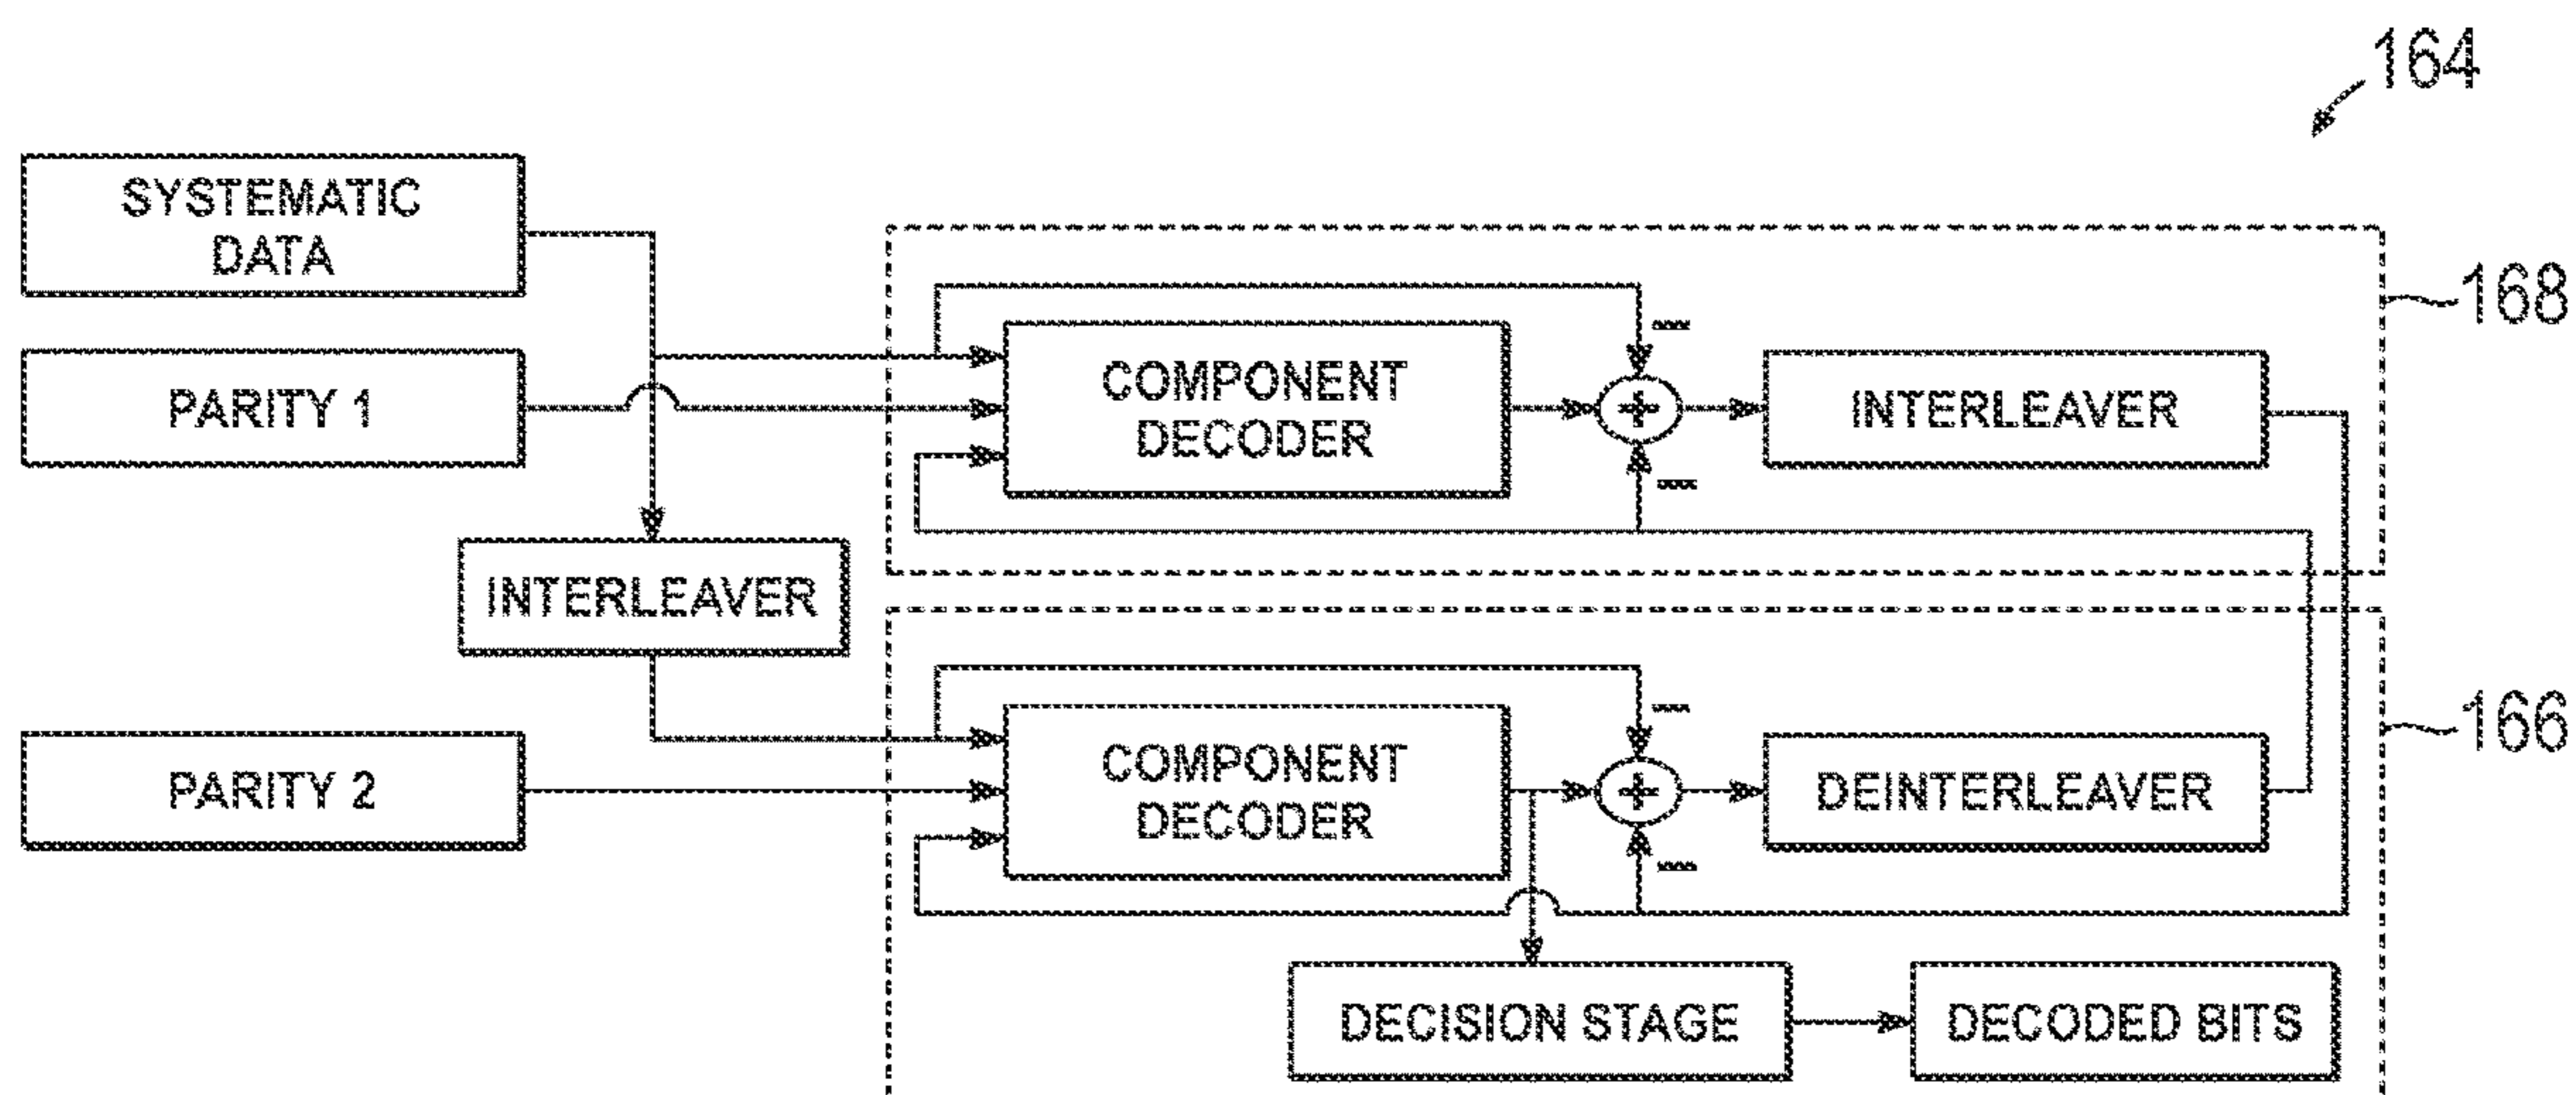 164
SYSTEMATIC
DATA
168
PARITY 1
COMPONENT
DECODER
–
+
–
INTERLEAVER
INTERLEAVER
166
PARITY 2
COMPONENT
DECODER
–
+
–
DEINTERLEAVER
DECISION STAGE
DECODED BITS